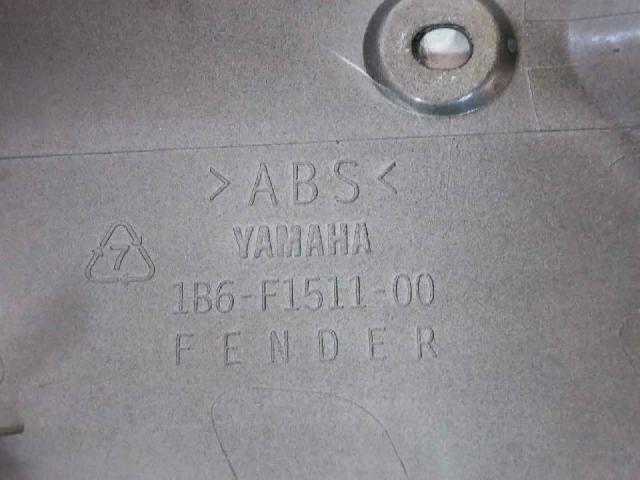 >ABS<
YAMAHA
7
1B6-F1511-00
FENDER